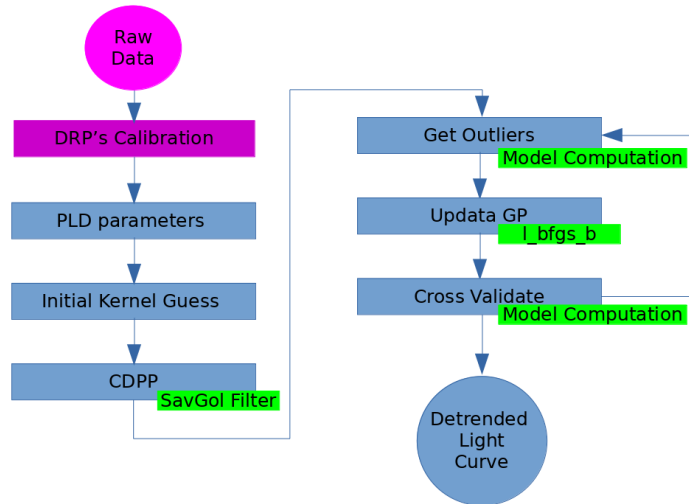 Raw
Data
DRP's Calibration
PLD parameters
Initial Kernel Guess
CDPP
SavGol Filter
Get Outliers
Model Computation
Updata GP
l_bfgs_b
Cross Validate
Model Computation
Detrended
Light
Curve